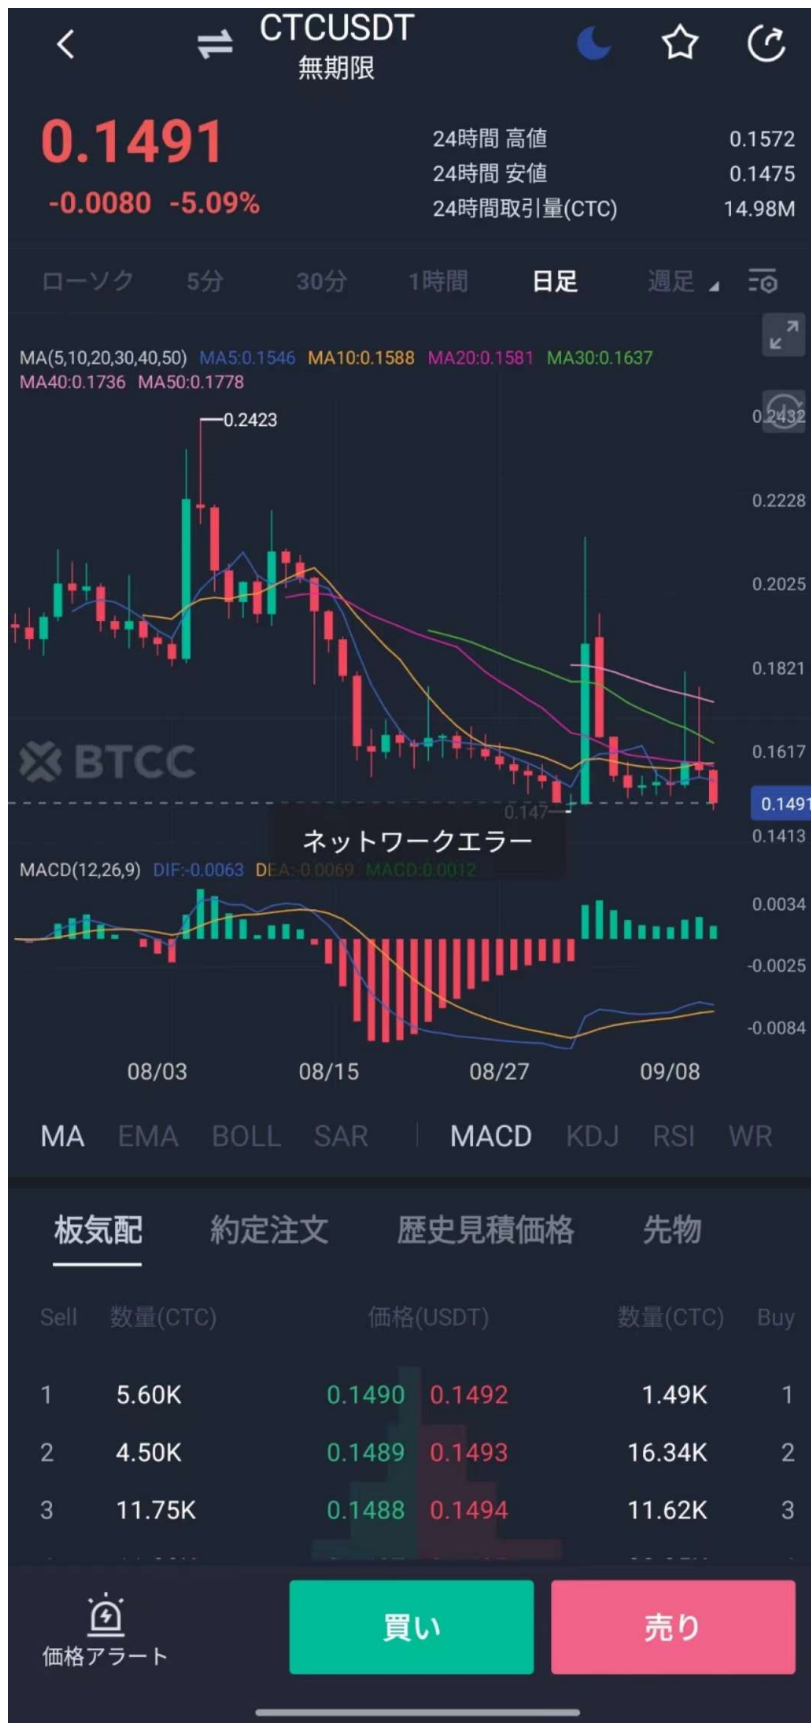 CTCUSDT
無期限
0.1491
-0.0080 -5.09%
24時間 高値 0.1572
24時間 安値 0.1475
24時間取引量(CTC) 14.98M
ローソク 5分 30分 1時間 日足 週足
MA(5,10,20,30,40,50) MA5:0.1546 MA10:0.1588 MA20:0.1581 MA30:0.1637
MA40:0.1736 MA50:0.1778
0.2423
0.2432
0.2228
0.2025
0.1821
0.1617
BTCC
0.1491
0.147
0.1413
ネットワークエラー
MACD(12,26,9) DIF:-0.0063 DEA:-0.0069 MACD:0.0012
0.0034
-0.0025
-0.0084
08/03 08/15 08/27 09/08
MA EMA BOLL SAR MACD KDJ RSI WR
板気配 約定注文 歴史見積価格 先物
Sell 数量(CTC) 価格(USDT) 数量(CTC) Buy
1 5.60K 0.1490 0.1492 1.49K 1
2 4.50K 0.1489 0.1493 16.34K 2
3 11.75K 0.1488 0.1494 11.62K 3
価格アラート 買い 売り